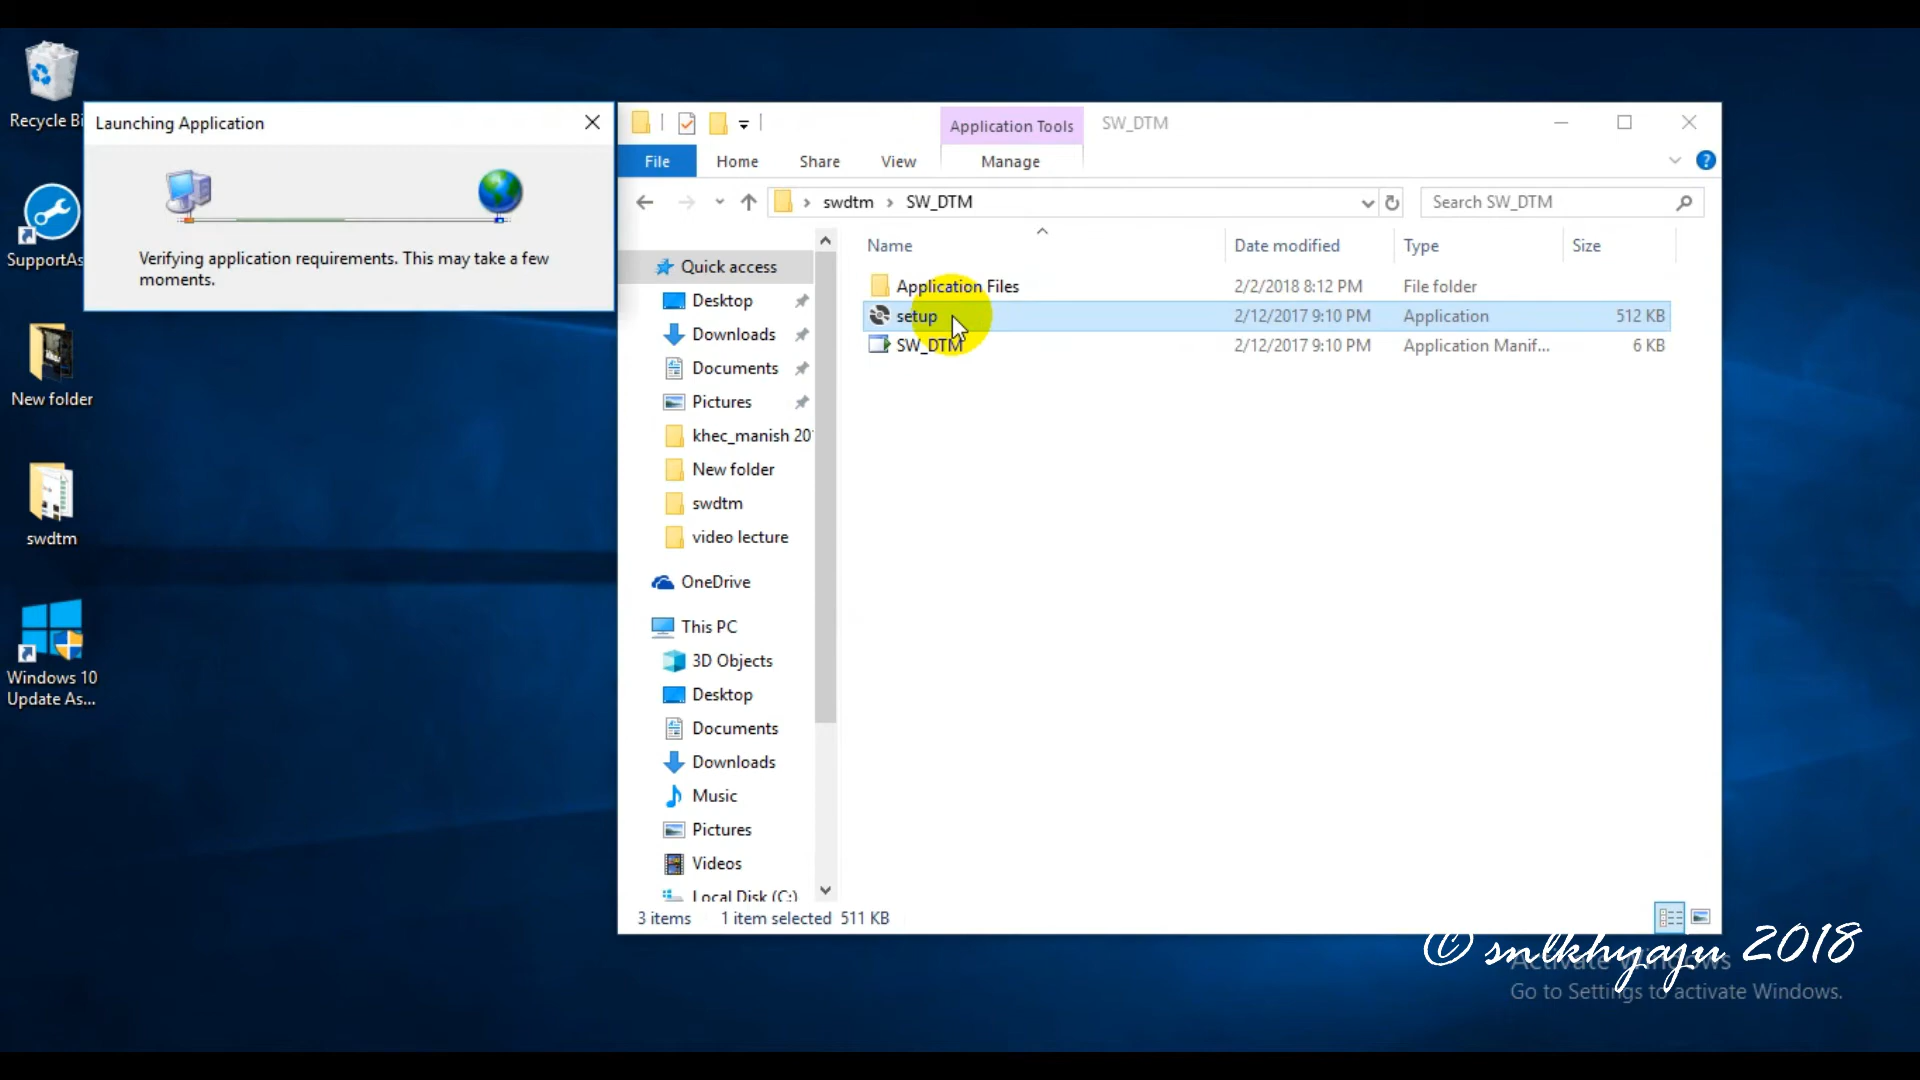 Recycle Bi
SupportAs
New folder
swdtm
Windows 10
Update As...
Launching Application
Verifying application requirements. This may take a few
moments.
Application Tools
SW_DTM
File
Home
Share
View
Manage
swdtm
SW_DTM
Search SW_DTM
Name
Date modified
Type
Size
Application Files
2/2/2018 8:12 PM
File folder
setup
2/12/2017 9:10 PM
Application
512 KB
SW_DTM
2/12/2017 9:10 PM
Application Manif...
6 KB
Quick access
Desktop
Downloads
Documents
Pictures
khec_manish 20
New folder
swdtm
video lecture
OneDrive
This PC
3D Objects
Desktop
Documents
Downloads
Music
Pictures
Videos
Local Disk (C:)
3 items
1 item selected 511 KB
© snlkhyaju 2018
Activate Windows
Go to Settings to activate Windows.